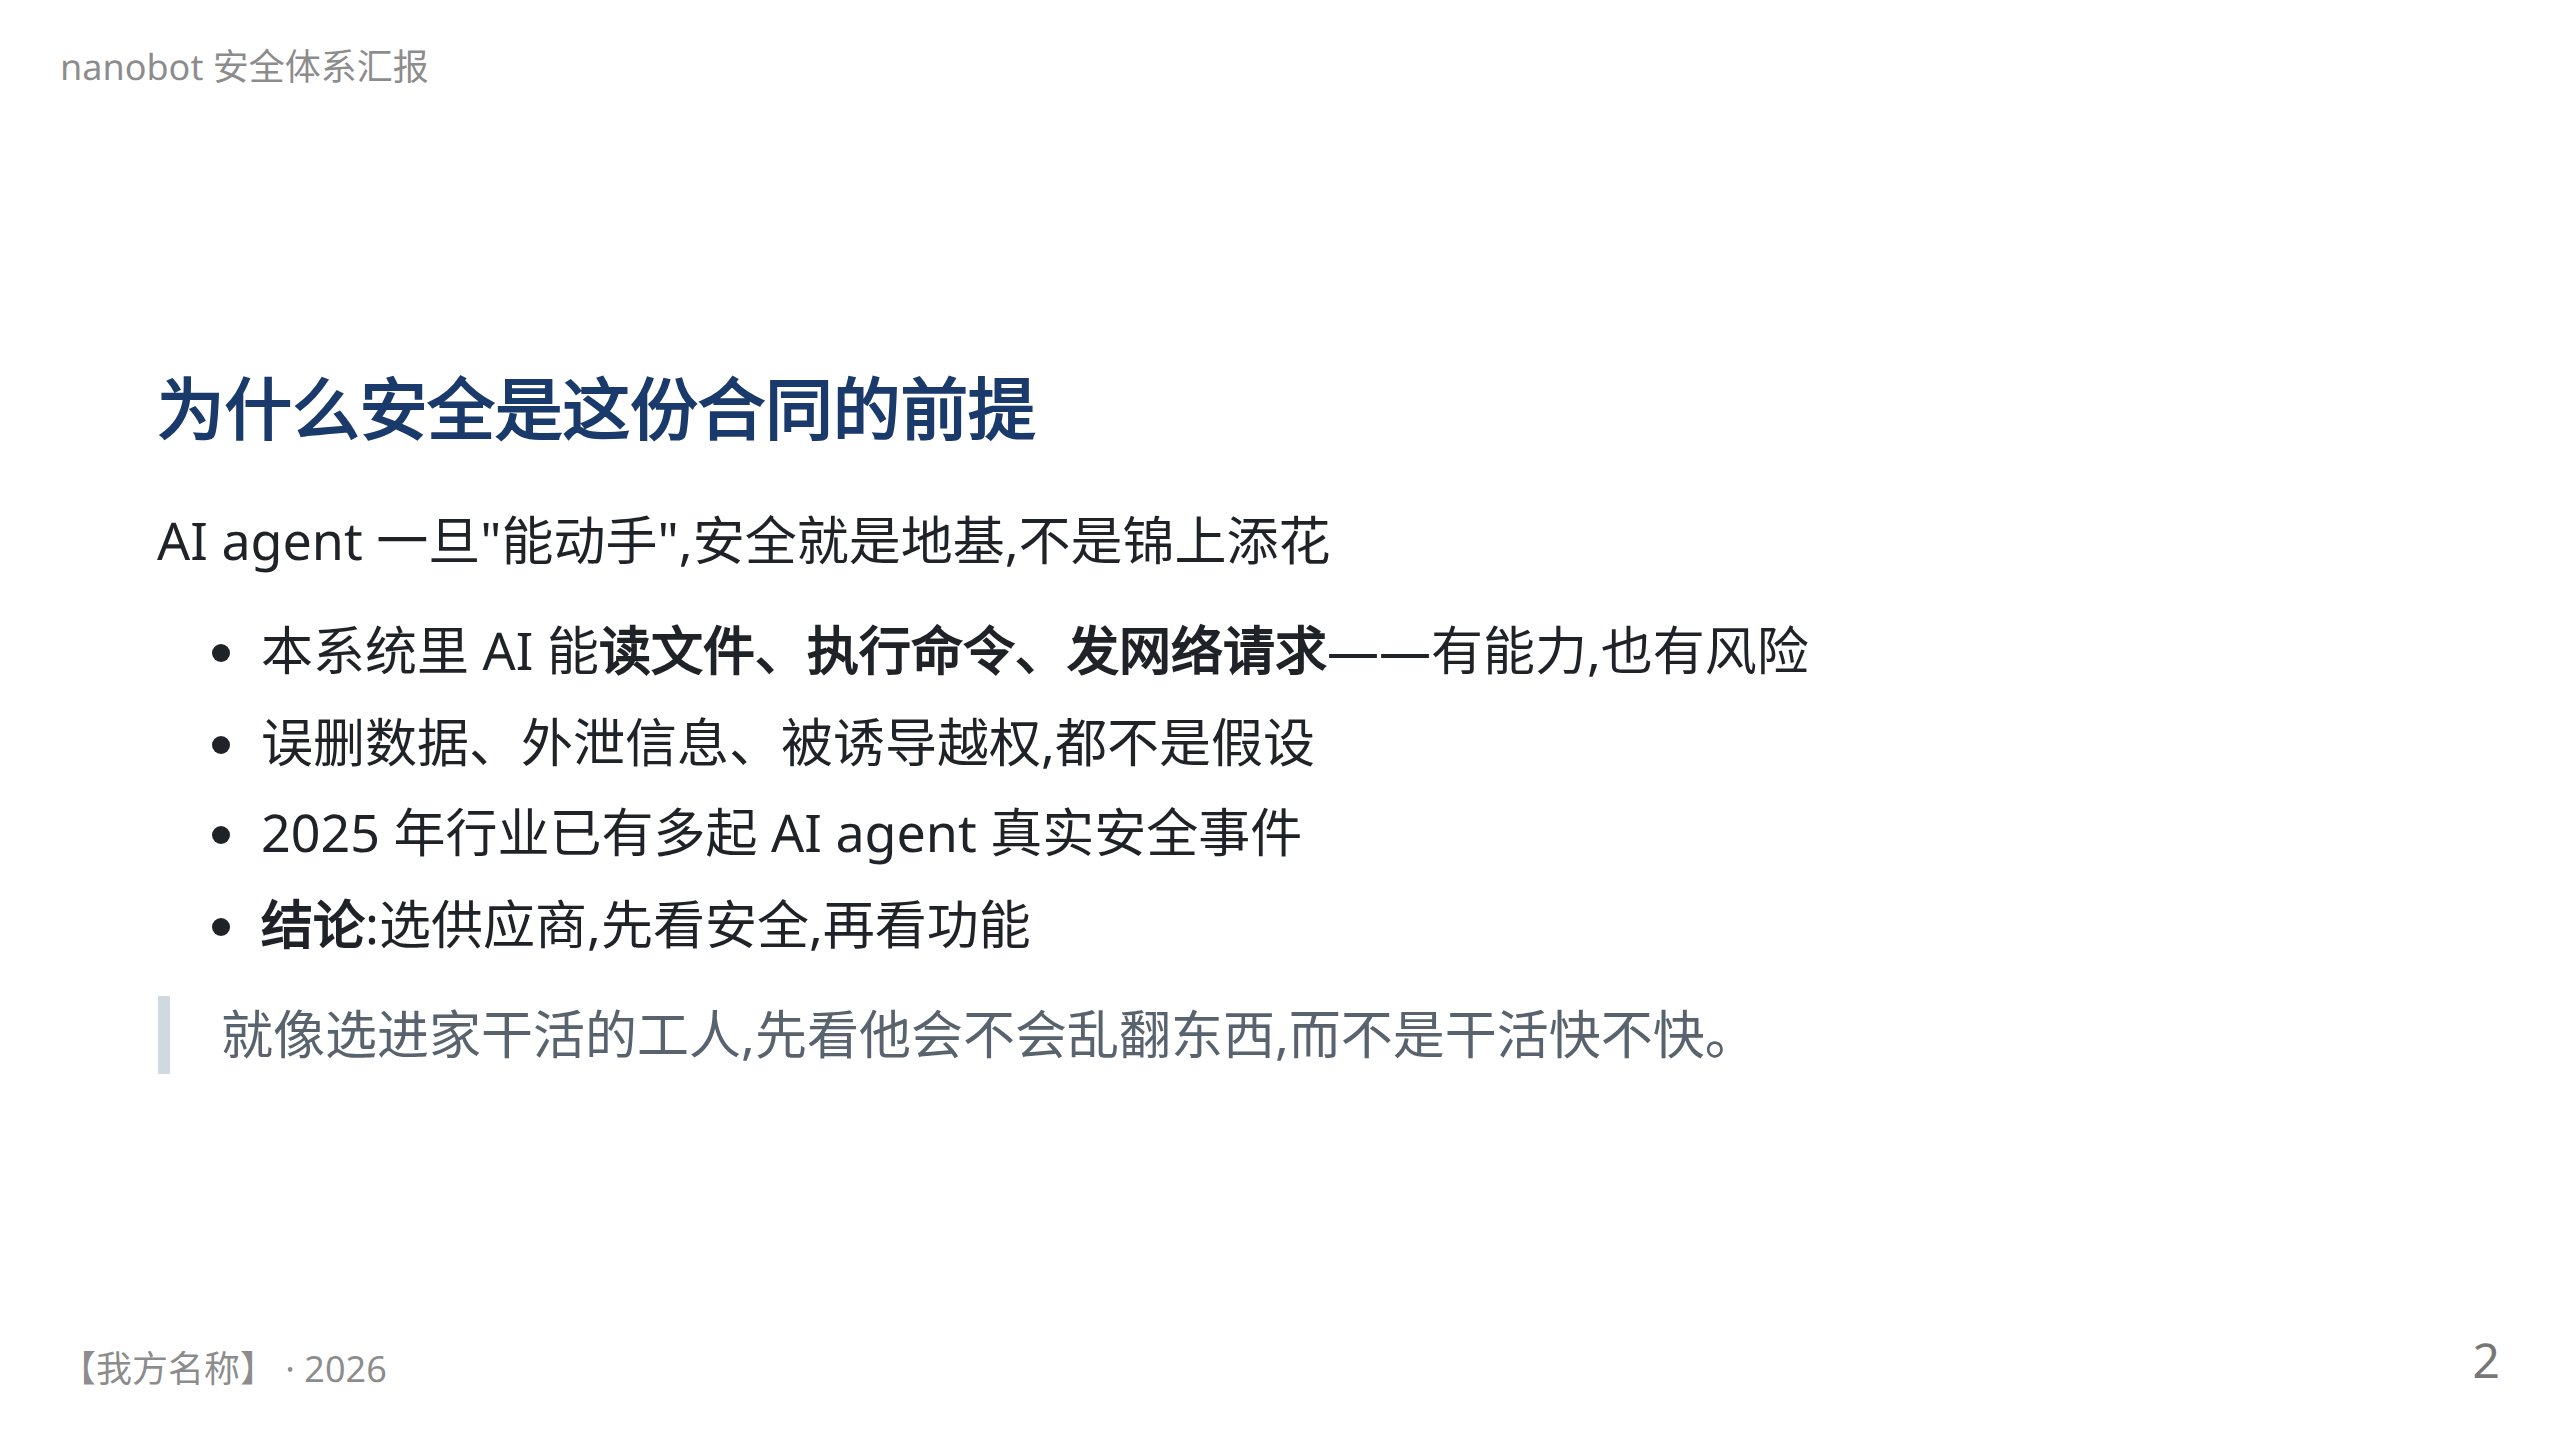 nanobot 安全体系汇报
为什么安全是这份合同的前提
AI agent 一旦"能动手",安全就是地基,不是锦上添花
• 本系统里 AI 能读文件、执行命令、发网络请求——有能力,也有风险
• 误删数据、外泄信息、被诱导越权,都不是假设
• 2025 年行业已有多起 AI agent 真实安全事件
• 结论:选供应商,先看安全,再看功能
就像选进家干活的工人,先看他会不会乱翻东西,而不是干活快不快。
【我方名称】 · 2026
2